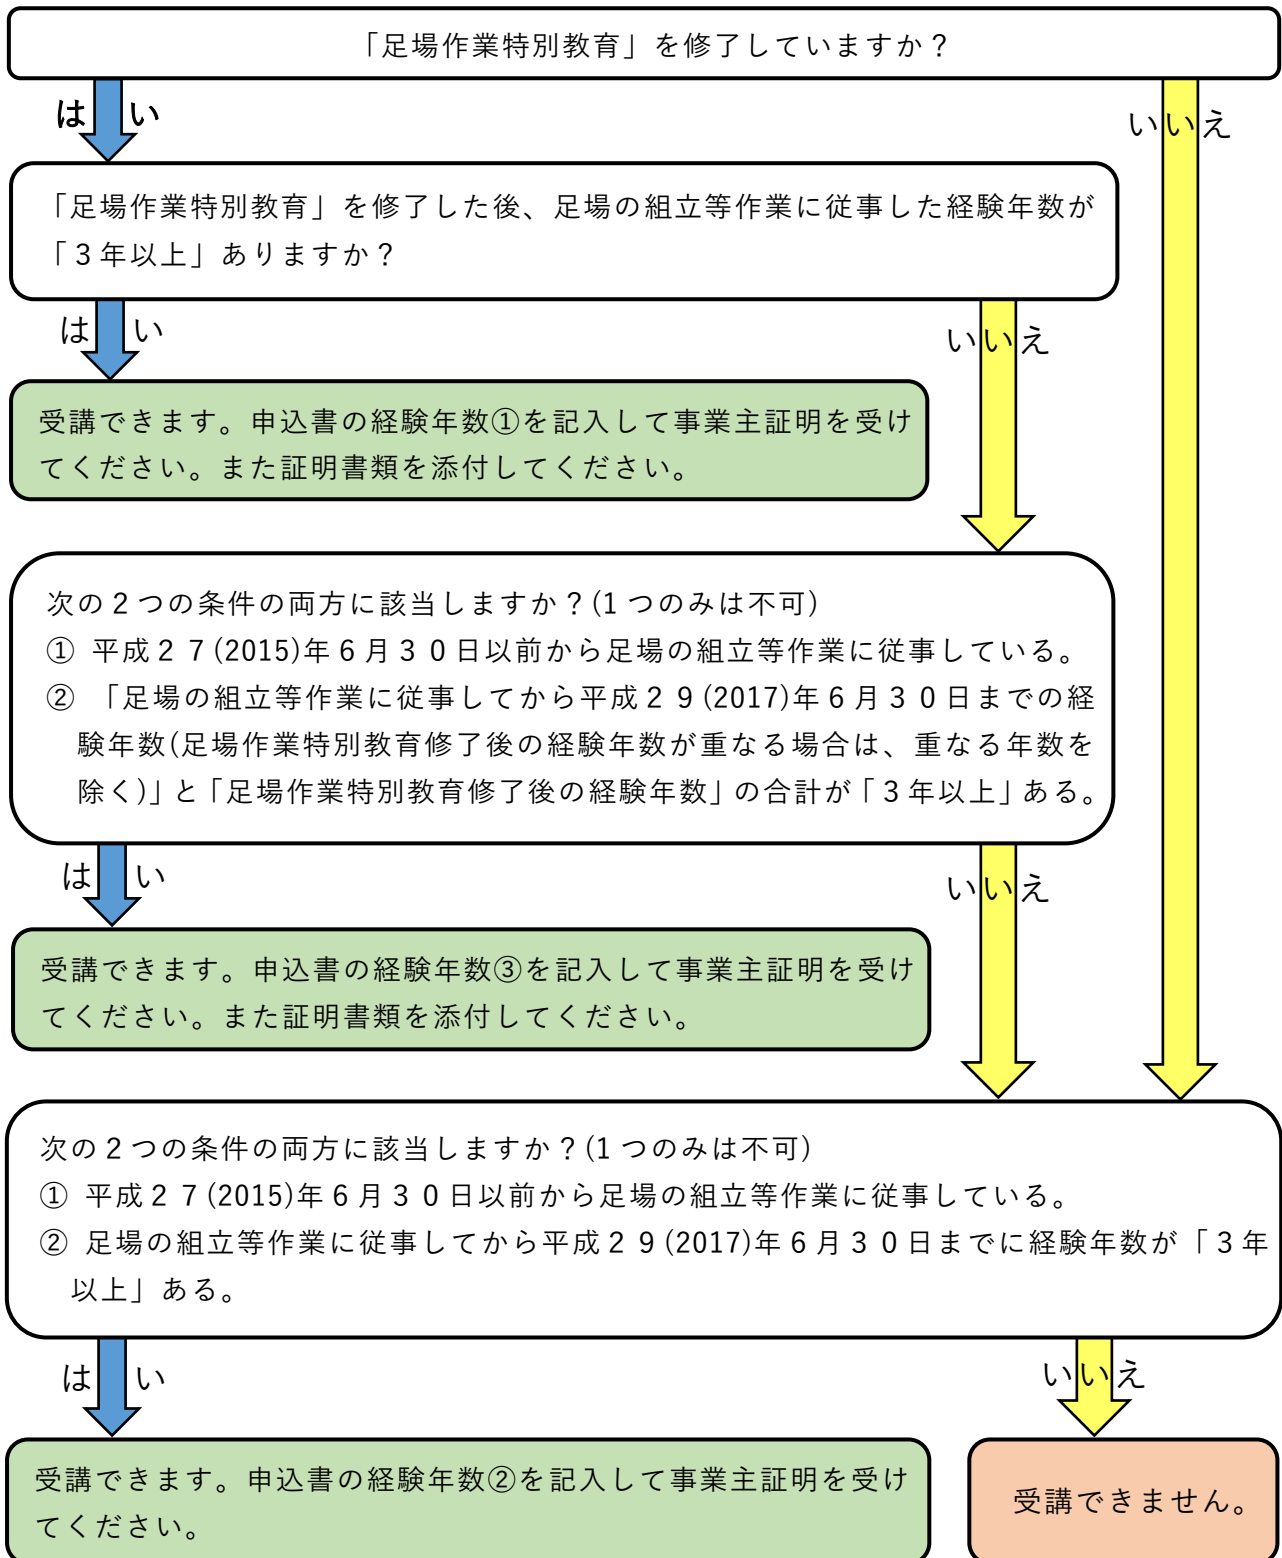 「足場作業特別教育」を修了していますか？
はい
いいえ
「足場作業特別教育」を修了した後、足場の組立等作業に従事した経験年数が
「３年以上」ありますか？
はい
いいえ
受講できます。申込書の経験年数①を記入して事業主証明を受け
てください。また証明書類を添付してください。
次の２つの条件の両方に該当しますか？(1つのみは不可)
① 平成２７(2015)年６月３０日以前から足場の組立等作業に従事している。
② 「足場の組立等作業に従事してから平成２９(2017)年６月３０日までの経
験年数(足場作業特別教育修了後の経験年数が重なる場合は、重なる年数を
除く)」と「足場作業特別教育修了後の経験年数」の合計が「３年以上」ある。
はい
いいえ
受講できます。申込書の経験年数③を記入して事業主証明を受け
てください。また証明書類を添付してください。
次の２つの条件の両方に該当しますか？(1つのみは不可)
① 平成２７(2015)年６月３０日以前から足場の組立等作業に従事している。
② 足場の組立等作業に従事してから平成２９(2017)年６月３０日までに経験年数が「３年
以上」ある。
はい
いいえ
受講できます。申込書の経験年数②を記入して事業主証明を受け
てください。
受講できません。